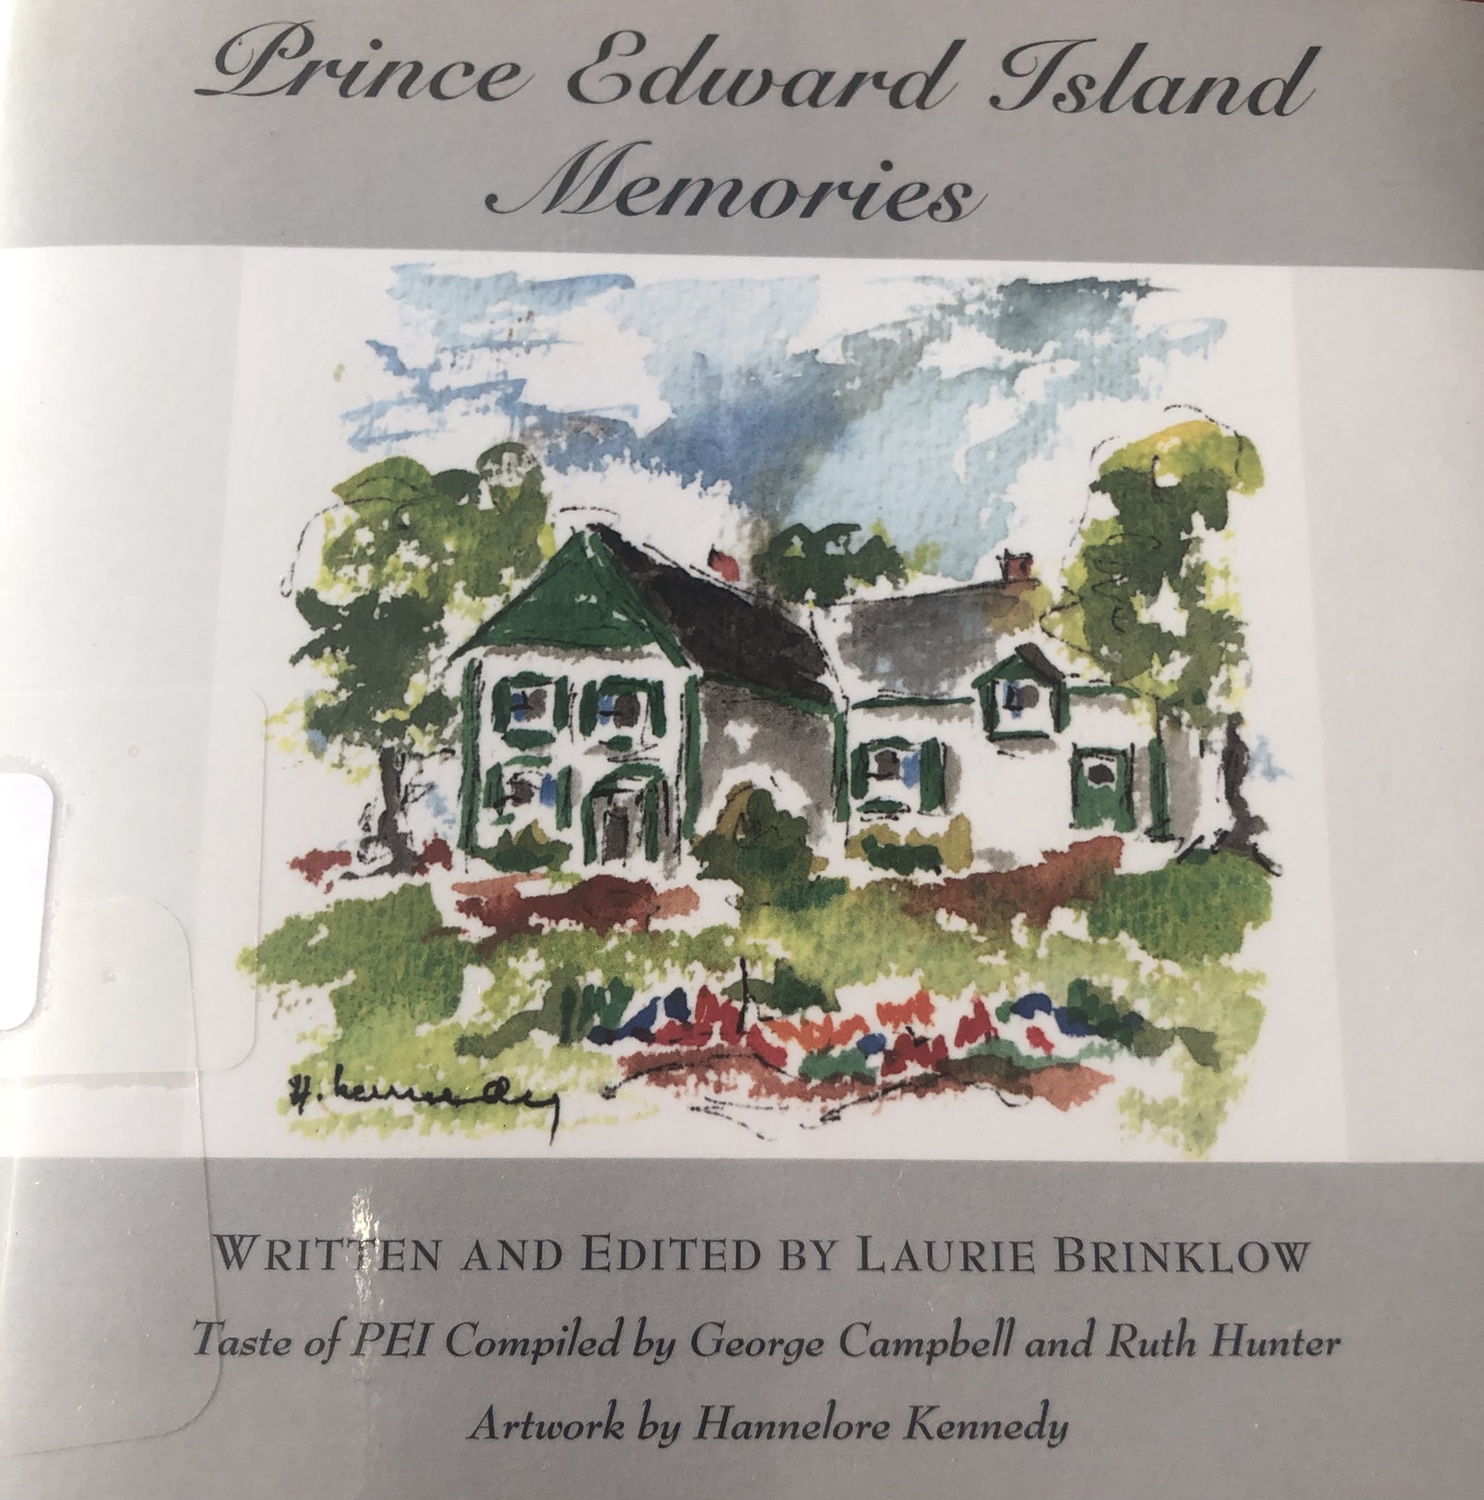 Prince Edward Island
Memories
H. Kennedy
WRITTEN AND EDITED BY LAURIE BRINKLOW
Taste of PEI Compiled by George Campbell and Ruth Hunter
Artwork by Hannelore Kennedy